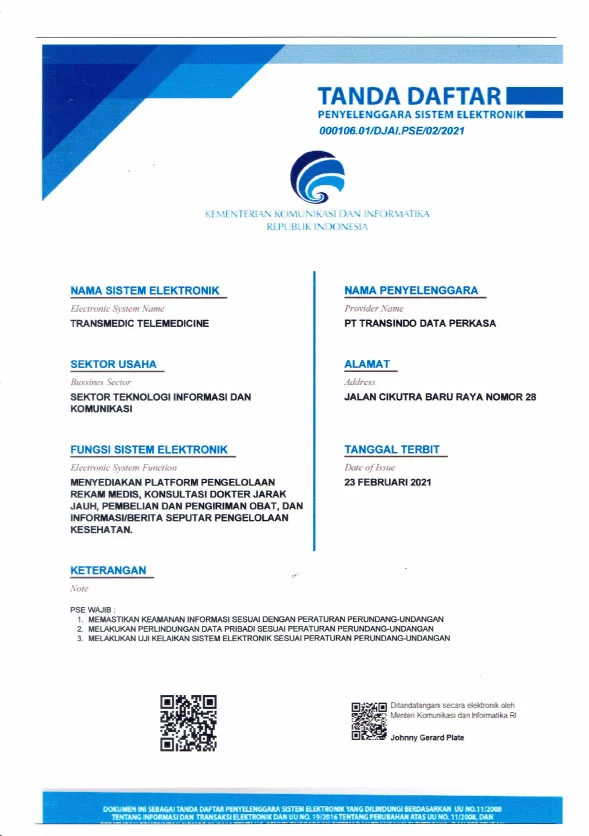 TANDA DAFTAR
PENYELENGGARA SISTEM ELEKTRONIK
000106.01/DJAI.PSE/02/2021
KEMENTERIAN KOMUNIKASI DAN INFORMATIKA
REPUBLIK INDONESIA
NAMA SISTEM ELEKTRONIK
Electronic System Name
TRANSMEDIC TELEMEDICINE
SEKTOR USAHA
Bussines Sector
SEKTOR TEKNOLOGI INFORMASI DAN
KOMUNIKASI
FUNGSI SISTEM ELEKTRONIK
Electronic System Function
MENYEDIAKAN PLATFORM PENGELOLAAN
REKAM MEDIS, KONSULTASI DOKTER JARAK
JAUH, PEMBELIAN DAN PENGIRIMAN OBAT, DAN
INFORMASI/BERITA SEPUTAR PENGELOLAAN
KESEHATAN.
NAMA PENYELENGGARA
Provider Name
PT TRANSINDO DATA PERKASA
ALAMAT
Address
JALAN CIKUTRA BARU RAYA NOMOR 28
TANGGAL TERBIT
Date of Issue
23 FEBRUARI 2021
KETERANGAN
Note
PSE WAJIB :
1. MEMASTIKAN KEAMANAN INFORMASI SESUAI DENGAN PERATURAN PERUNDANG-UNDANGAN
2. MELAKUKAN PERLINDUNGAN DATA PRIBADI SESUAI PERATURAN PERUNDANG-UNDANGAN
3. MELAKUKAN UJI KELAIKAN SISTEM ELEKTRONIK SESUAI PERATURAN PERUNDANG-UNDANGAN
Ditandatangani secara elektronik oleh
Menteri Komunikasi dan Informatika RI
Johnny Gerard Plate
DOKUMEN INI SEBAGAI TANDA DAFTAR PENYELENGGARA SISTEM ELEKTRONIK YANG DILINDUNGI BERDASARKAN UU NO.11/2008
TENTANG INFORMASI DAN TRANSAKSI ELEKTRONIK DAN UU NO. 19/2016 TENTANG PERUBAHAN ATAS UU NO. 11/2008, DAN